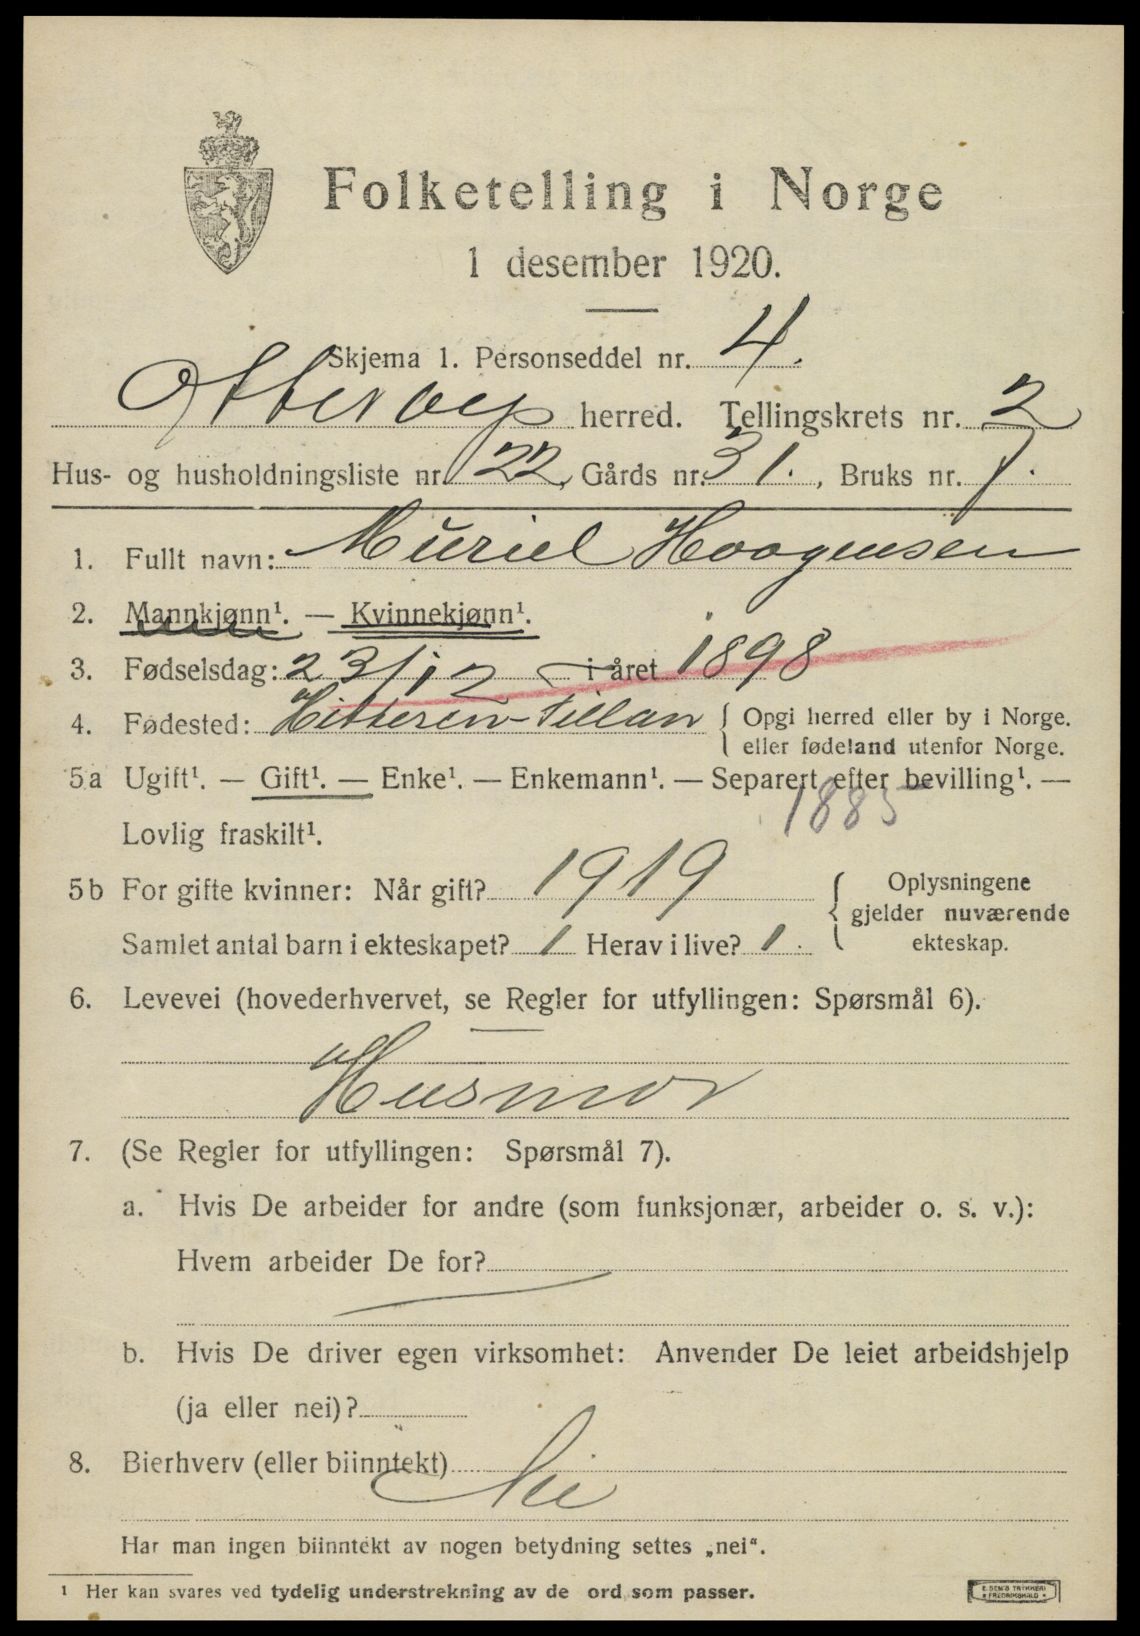 Folketelling i Norge
1 desember 1920.
Skjema 1. Personseddel nr. 4.
herred. Tellingskrets nr. 2
Hus- og husholdningsliste nr. 22, Gårds nr. 31., Bruks nr. 7.
1. Fullt navn: Muriel Haagensen
2. Mannkjønn¹. — Kvinnekjønn¹.
3. Fødselsdag: 23/12 i året 1898
4. Fødested: Hitteren-Fillan { Opgi herred eller by i Norge.
eller fødeland utenfor Norge.
5a Ugift¹. — Gift¹. — Enke¹. — Enkemann¹. — Separert efter bevilling¹. —
1885
Lovlig fraskilt¹.
5b For gifte kvinner: Når gift? 1919 { Oplysningene
gjelder nuværende
Samlet antal barn i ekteskapet? 1 Herav i live? 1. ekteskap.
6. Levevei (hovederhvervet, se Regler for utfyllingen: Spørsmål 6).
Husmor
7. (Se Regler for utfyllingen: Spørsmål 7).
a. Hvis De arbeider for andre (som funksjonær, arbeider o. s. v.):
Hvem arbeider De for?
b. Hvis De driver egen virksomhet: Anvender De leiet arbeidshjelp
(ja eller nei)?
8. Bierhverv (eller biinntekt) Nei
Har man ingen biinntekt av nogen betydning settes „nei“.
¹ Her kan svares ved tydelig understrekning av de ord som passer.
E. SEM'S TRYKKERI
FREDRIKSHALD